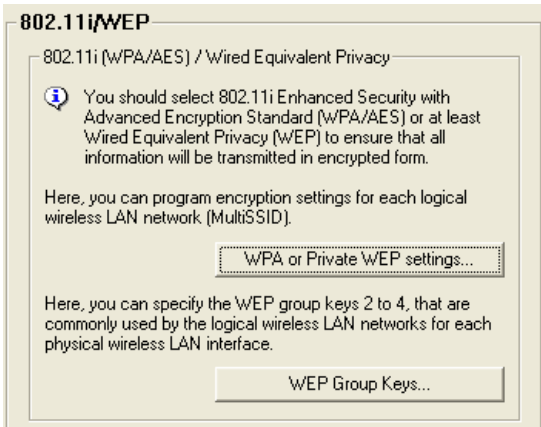 802.11i/WEP
802.11i (WPA/AES) / Wired Equivalent Privacy
You should select 802.11i Enhanced Security with
Advanced Encryption Standard (WPA/AES) or at least
Wired Equivalent Privacy (WEP) to ensure that all
information will be transmitted in encrypted form.
Here, you can program encryption settings for each logical
wireless LAN network (MultiSSID).
WPA or Private WEP settings...
Here, you can specify the WEP group keys 2 to 4, that are
commonly used by the logical wireless LAN networks for each
physical wireless LAN interface.
WEP Group Keys...